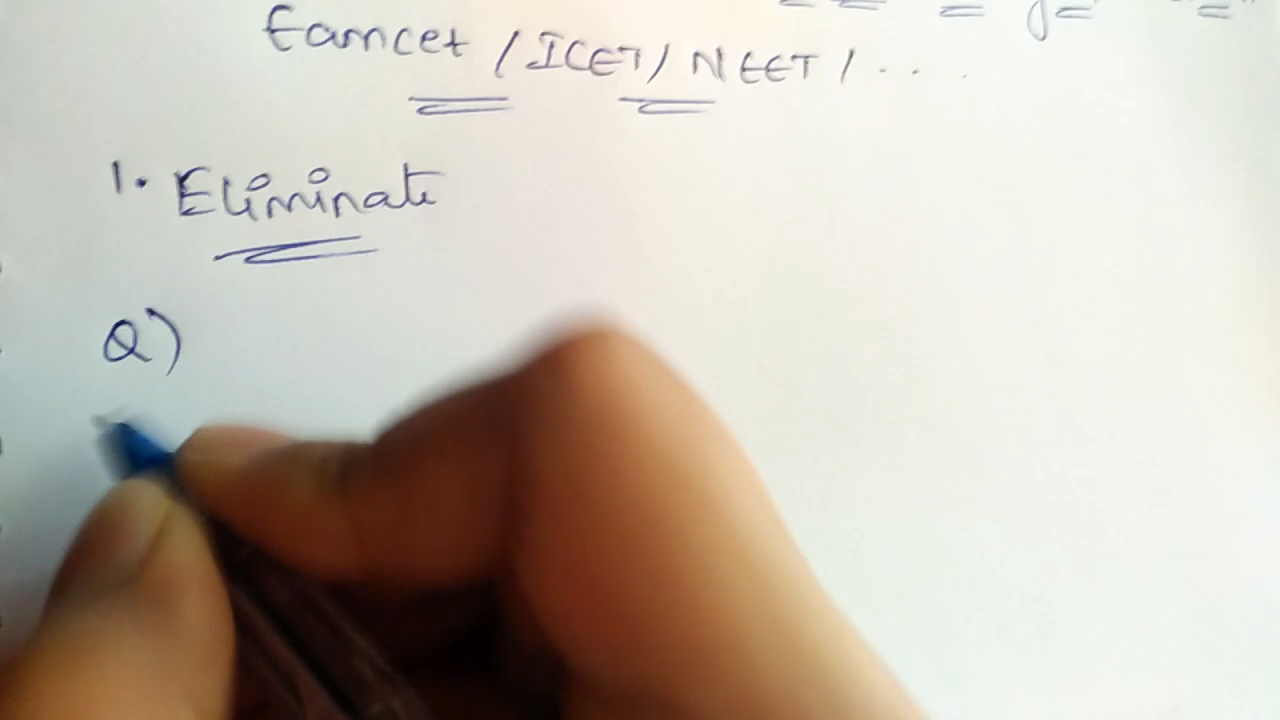 Eamcet / ICET / NEET / . . .
1. Eliminate
Q)